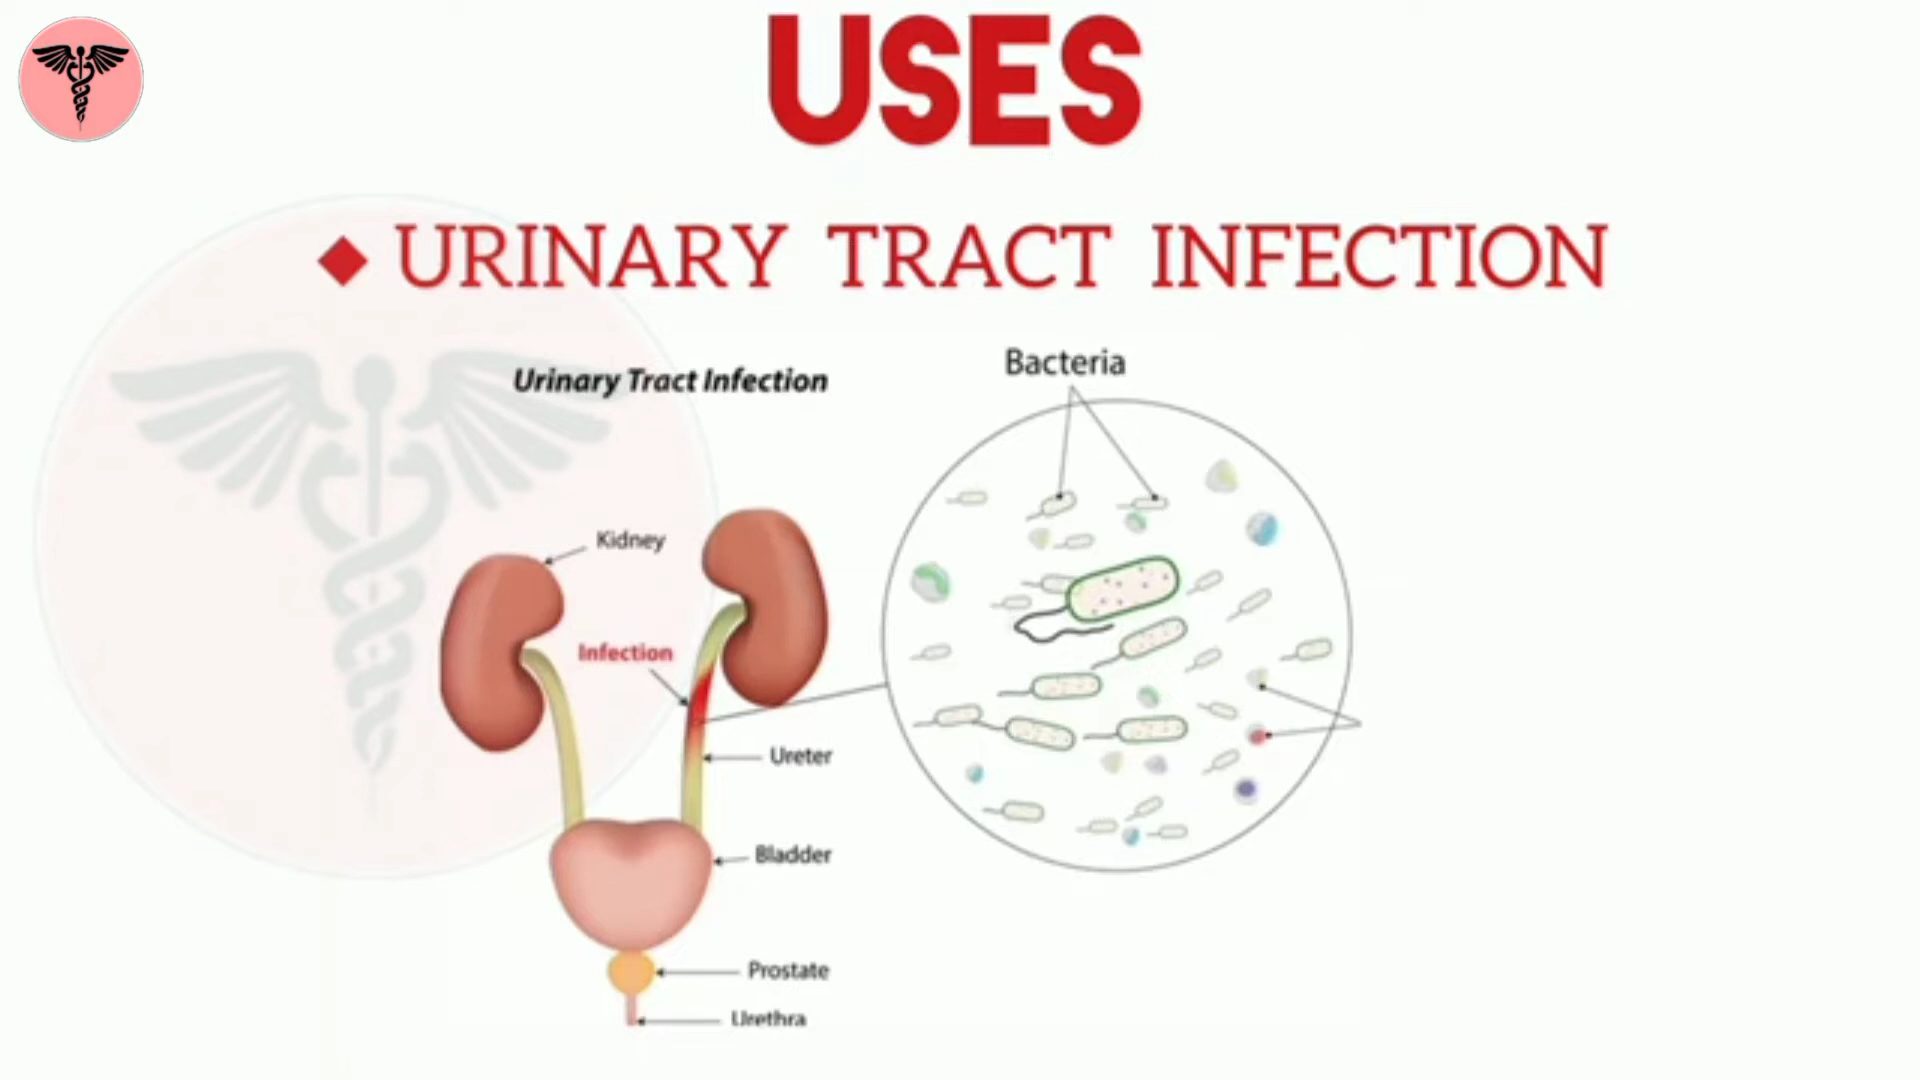 USES
◆ URINARY TRACT INFECTION
Urinary Tract Infection
Bacteria
Kidney
Infection
Ureter
Bladder
Prostate
Urethra